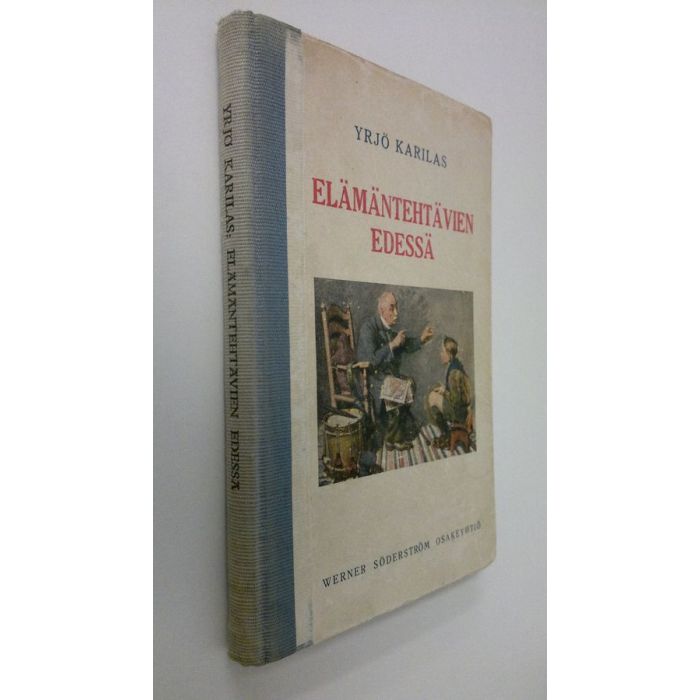 YRJÖ KARILAS: ELÄMÄNTEHTÄVIEN EDESSÄ
YRJÖ KARILAS
ELÄMÄNTEHTÄVIEN
EDESSÄ
WERNER SÖDERSTRÖM OSAKEYHTIÖ